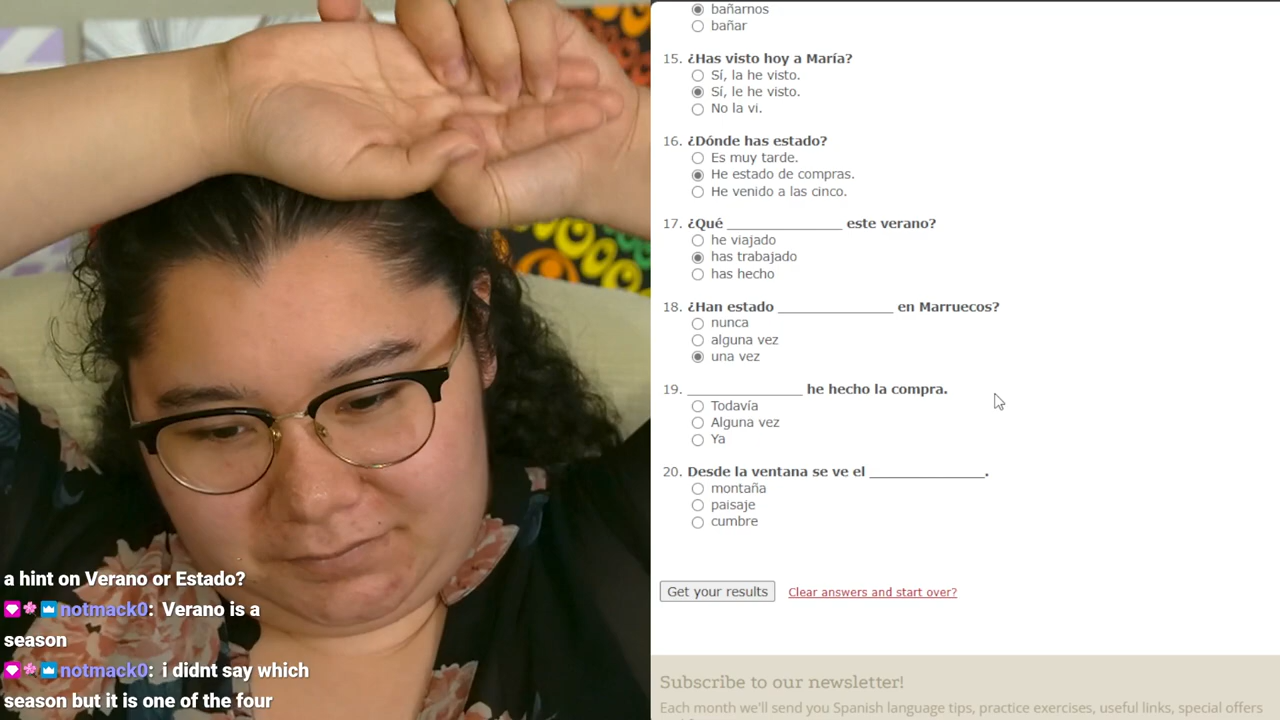 bañarnos
bañar
15. ¿Has visto hoy a María?
Sí, la he visto.
Sí, le he visto.
No la vi.
16. ¿Dónde has estado?
Es muy tarde.
He estado de compras.
He venido a las cinco.
17. ¿Qué ________________ este verano?
he viajado
has trabajado
has hecho
18. ¿Han estado ________________ en Marruecos?
nunca
alguna vez
una vez
19. ________________ he hecho la compra.
Todavía
Alguna vez
Ya
20. Desde la ventana se ve el ________________.
montaña
paisaje
cumbre
Get your results Clear answers and start over?
Subscribe to our newsletter!
Each month we'll send you Spanish language tips, practice exercises, useful links, special offers
a hint on Verano or Estado?
notmack0: Verano is a
season
notmack0: i didnt say which
season but it is one of the four